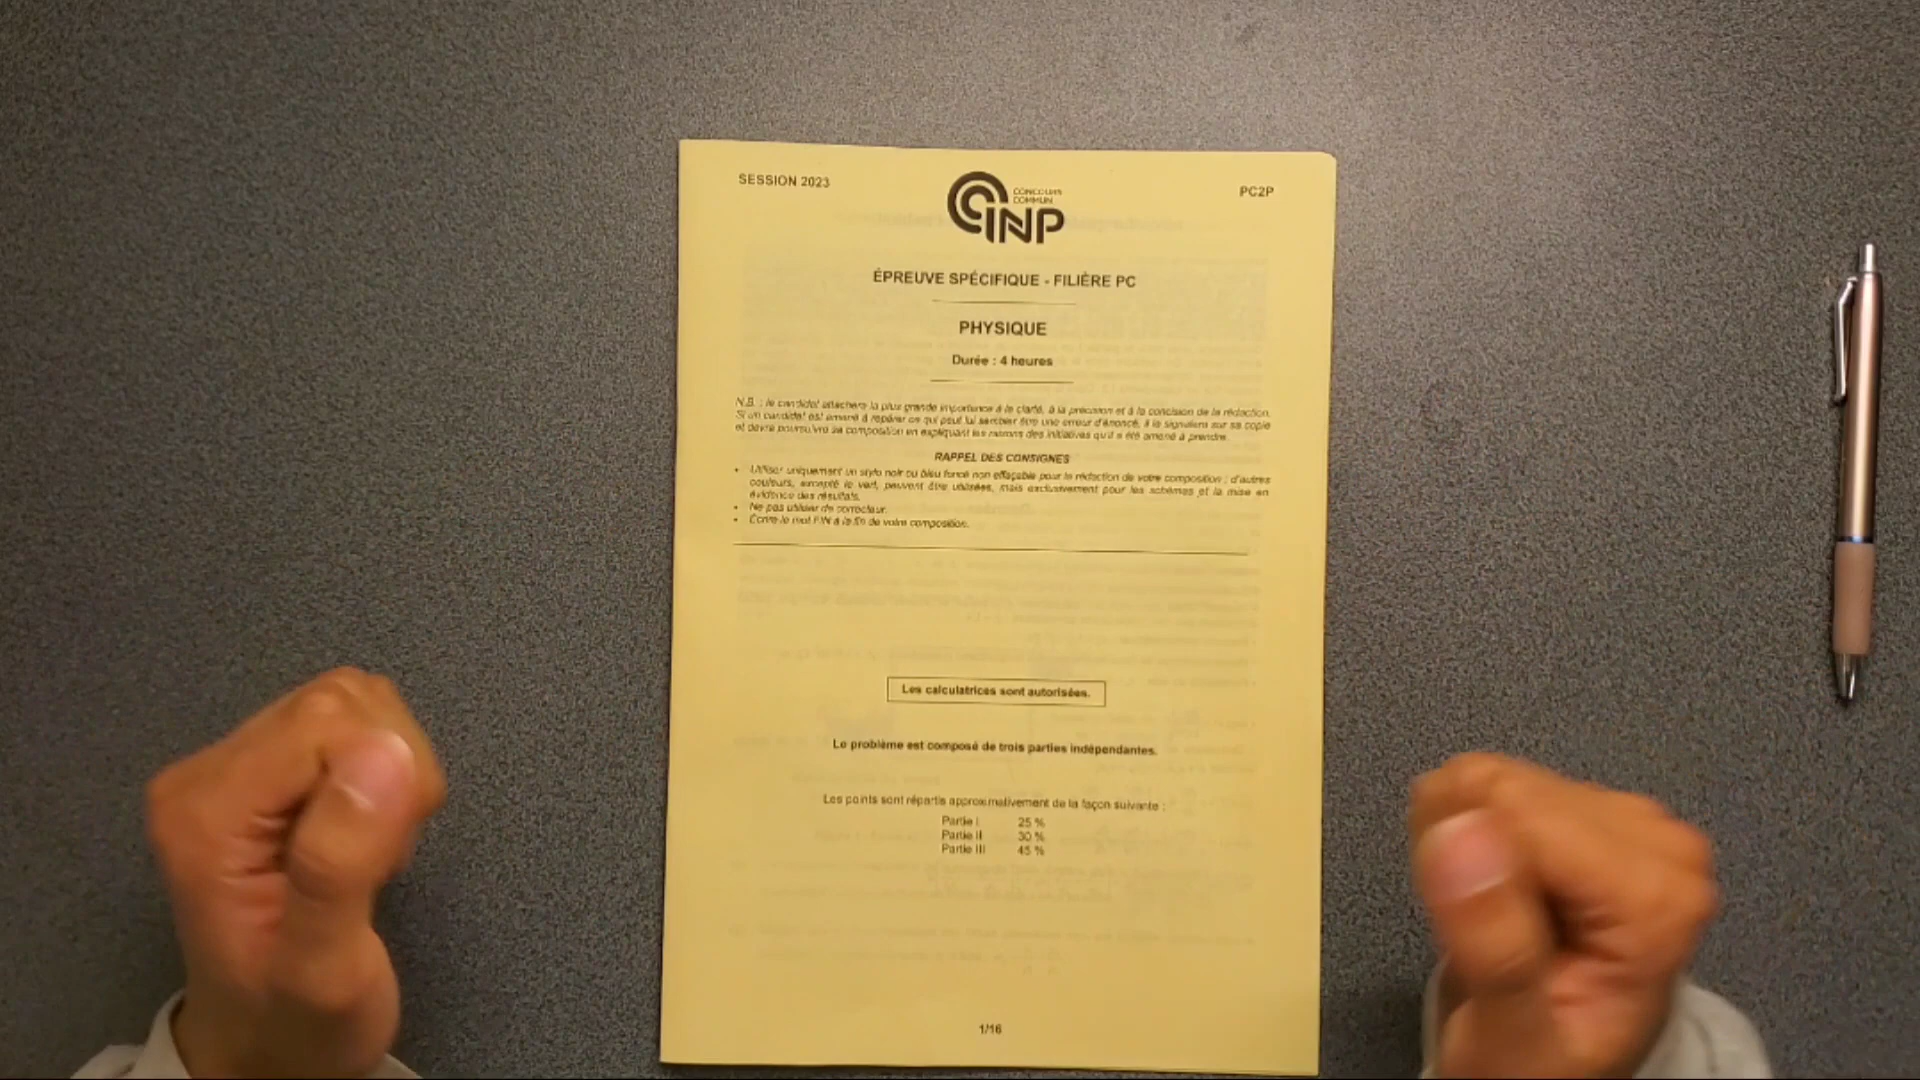 SESSION 2023
PC2P
CONCOURS
COMMUN
INP
ÉPREUVE SPÉCIFIQUE - FILIÈRE PC
PHYSIQUE
Durée : 4 heures
N.B. : le candidat attachera la plus grande importance à la clarté, à la précision et à la concision de la rédaction.
Si un candidat est amené à repérer ce qui peut lui sembler être une erreur d'énoncé, il le signalera sur sa copie
et devra poursuivre sa composition en expliquant les raisons des initiatives qu'il a été amené à prendre.
RAPPEL DES CONSIGNES
• Utiliser uniquement un stylo noir ou bleu foncé non effaçable pour la rédaction de votre composition ; d'autres
couleurs, excepté le vert, peuvent être utilisées, mais exclusivement pour les schémas et la mise en
évidence des résultats.
• Ne pas utiliser de correcteur.
• Écrire le mot FIN à la fin de votre composition.
Les calculatrices sont autorisées.
Le problème est composé de trois parties indépendantes.
Les points sont répartis approximativement de la façon suivante :
Partie I 25 %
Partie II 30 %
Partie III 45 %
1/16